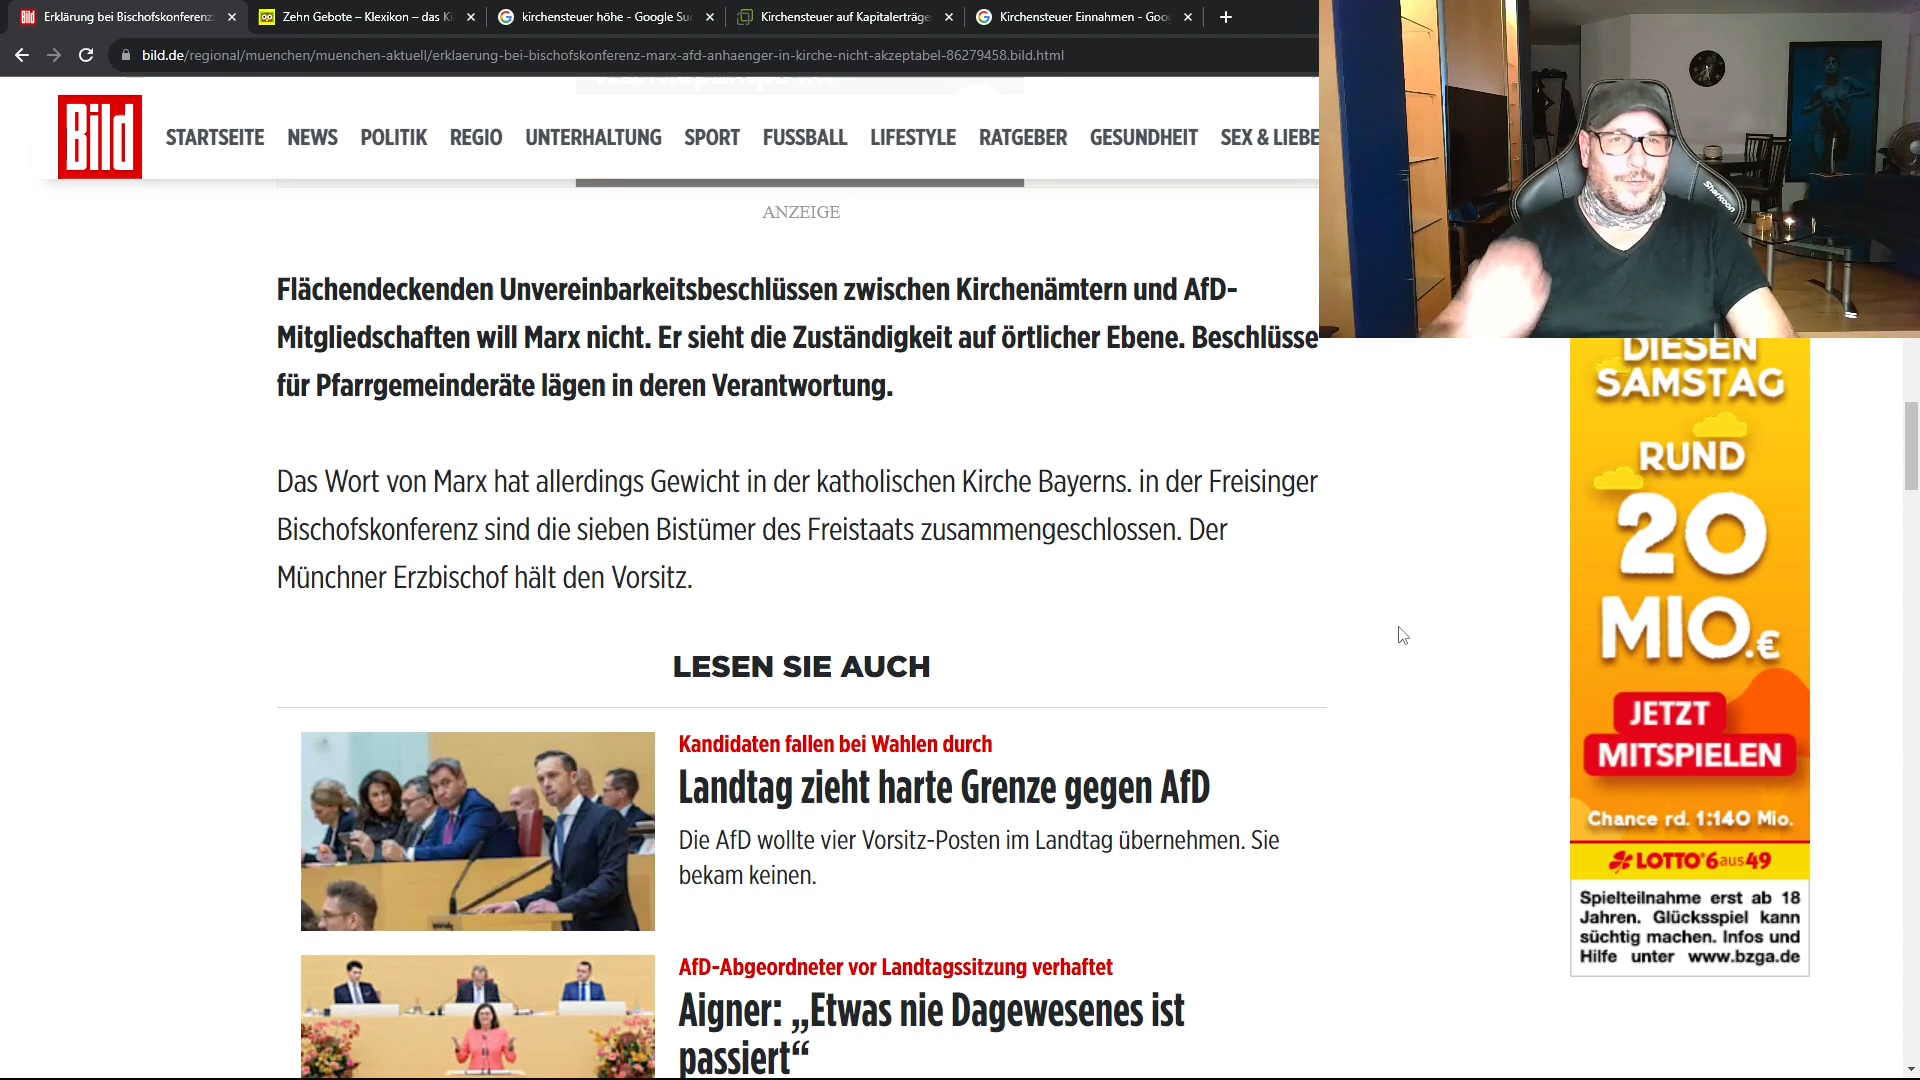 Erklärung bei Bischofskonferenz:
Zehn Gebote – Klexikon – das Ki
kirchensteuer höhe - Google Su
Kirchensteuer auf Kapitalerträge
Kirchensteuer Einnahmen - Goo
bild.de/regional/muenchen/muenchen-aktuell/erklaerung-bei-bischofskonferenz-marx-afd-anhaenger-in-kirche-nicht-akzeptabel-86279458.bild.html
Bild
STARTSEITE NEWS POLITIK REGIO UNTERHALTUNG SPORT FUSSBALL LIFESTYLE RATGEBER GESUNDHEIT SEX & LIEBE
Sharkoon
ANZEIGE
Flächendeckenden Unvereinbarkeitsbeschlüssen zwischen Kirchenämtern und AfD-
Mitgliedschaften will Marx nicht. Er sieht die Zuständigkeit auf örtlicher Ebene. Beschlüsse
für Pfarrgemeinderäte lägen in deren Verantwortung.
Das Wort von Marx hat allerdings Gewicht in der katholischen Kirche Bayerns. in der Freisinger
Bischofskonferenz sind die sieben Bistümer des Freistaats zusammengeschlossen. Der
Münchner Erzbischof hält den Vorsitz.
LESEN SIE AUCH
Kandidaten fallen bei Wahlen durch
Landtag zieht harte Grenze gegen AfD
Die AfD wollte vier Vorsitz-Posten im Landtag übernehmen. Sie
bekam keinen.
AfD-Abgeordneter vor Landtagssitzung verhaftet
Aigner: „Etwas nie Dagewesenes ist
passiert“
DIESEN
SAMSTAG
RUND
20
MIO.€
JETZT
MITSPIELEN
Chance rd. 1:140 Mio.
LOTTO 6aus49
Spielteilnahme erst ab 18
Jahren. Glücksspiel kann
süchtig machen. Infos und
Hilfe unter www.bzga.de